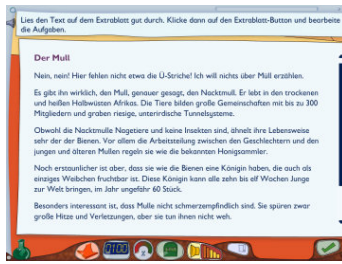 Lies den Text auf dem Extrablatt gut durch. Klicke dann auf den Extrablatt-Button und bearbeite
die Aufgaben.
Der Mull
Nein, nein! Hier fehlen nicht etwa die Ü-Striche! Ich will nichts über Müll erzählen.
Es gibt ihn wirklich, den Mull, genauer gesagt, den Nacktmull. Er lebt in den trockenen
und heißen Halbwüsten Afrikas. Die Tiere bilden große Gemeinschaften mit bis zu 300
Mitgliedern und graben riesige, unterirdische Tunnelsysteme.
Obwohl die Nacktmulle Nagetiere und keine Insekten sind, ähnelt ihre Lebensweise
sehr der der Bienen. Vor allem die Arbeitsteilung zwischen den Geschlechtern und den
jungen und älteren Mullen regeln sie wie die bekannten Honigsommler.
Noch erstaunlicher ist aber, dass sie wie die Bienen eine Königin haben, die auch als
einziges Weibchen fruchtbar ist. Diese Königin kann alle zehn bis elf Wochen Junge
zur Welt bringen, im Jahr ungefähr 60 Stück.
Besonders interessant ist, dass Mulle nicht schmerzempfindlich sind. Sie spüren zwar
große Hitze und Verletzungen, aber sie tun ihnen nicht weh.
0100